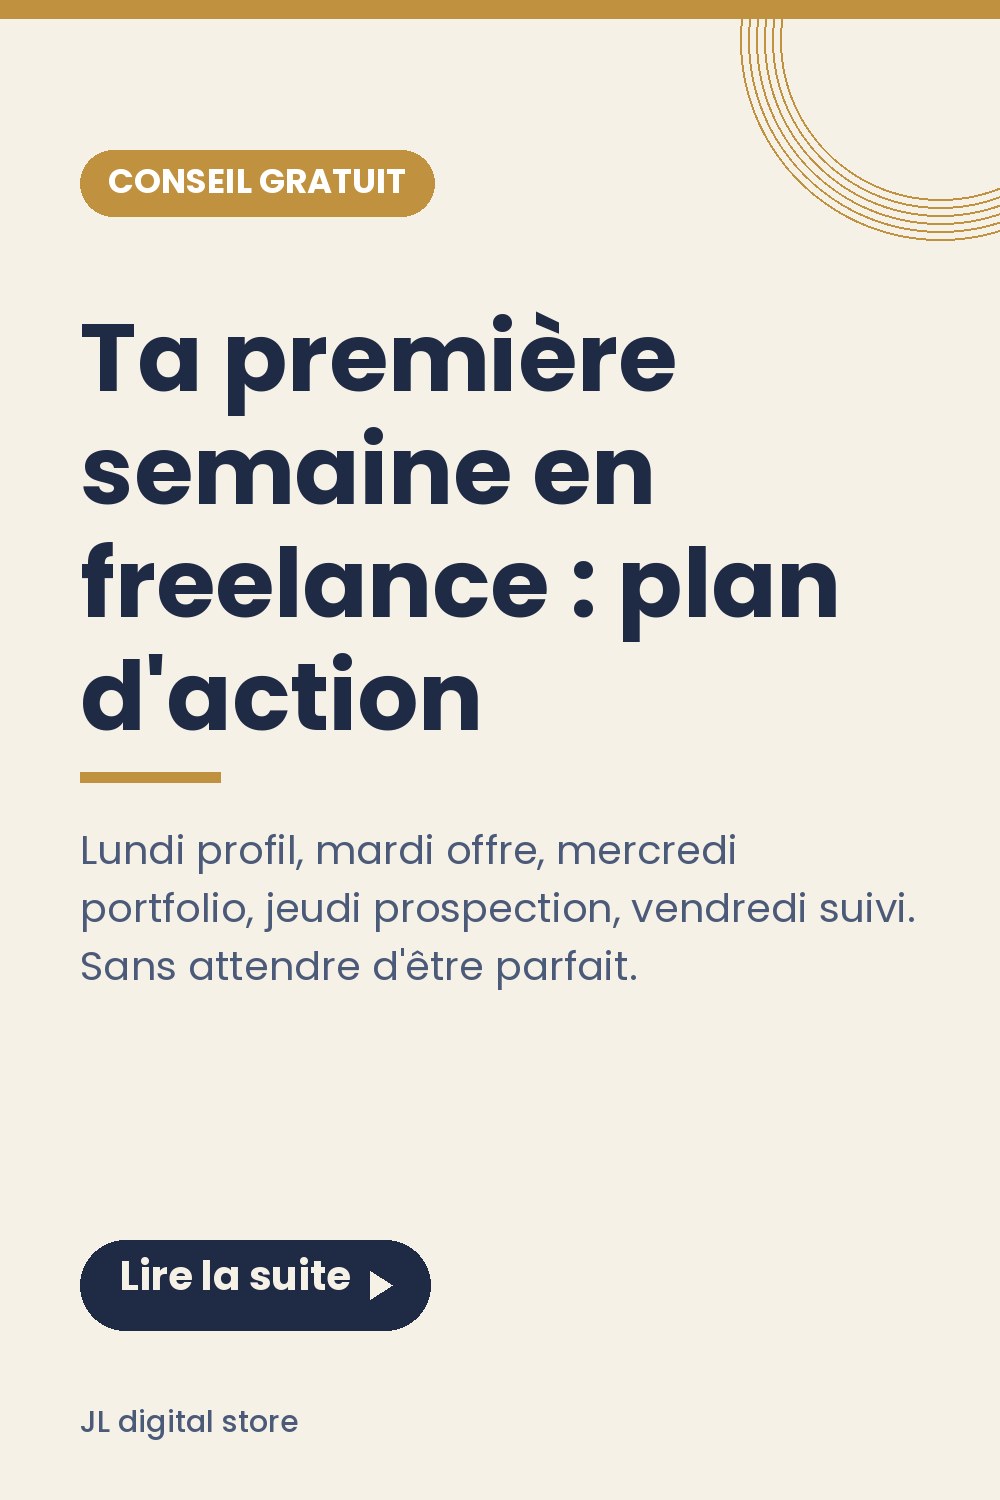 CONSEIL GRATUIT
Ta première
semaine en
freelance : plan
d'action
Lundi profil, mardi offre, mercredi
portfolio, jeudi prospection, vendredi suivi.
Sans attendre d'être parfait.
Lire la suite
JL digital store